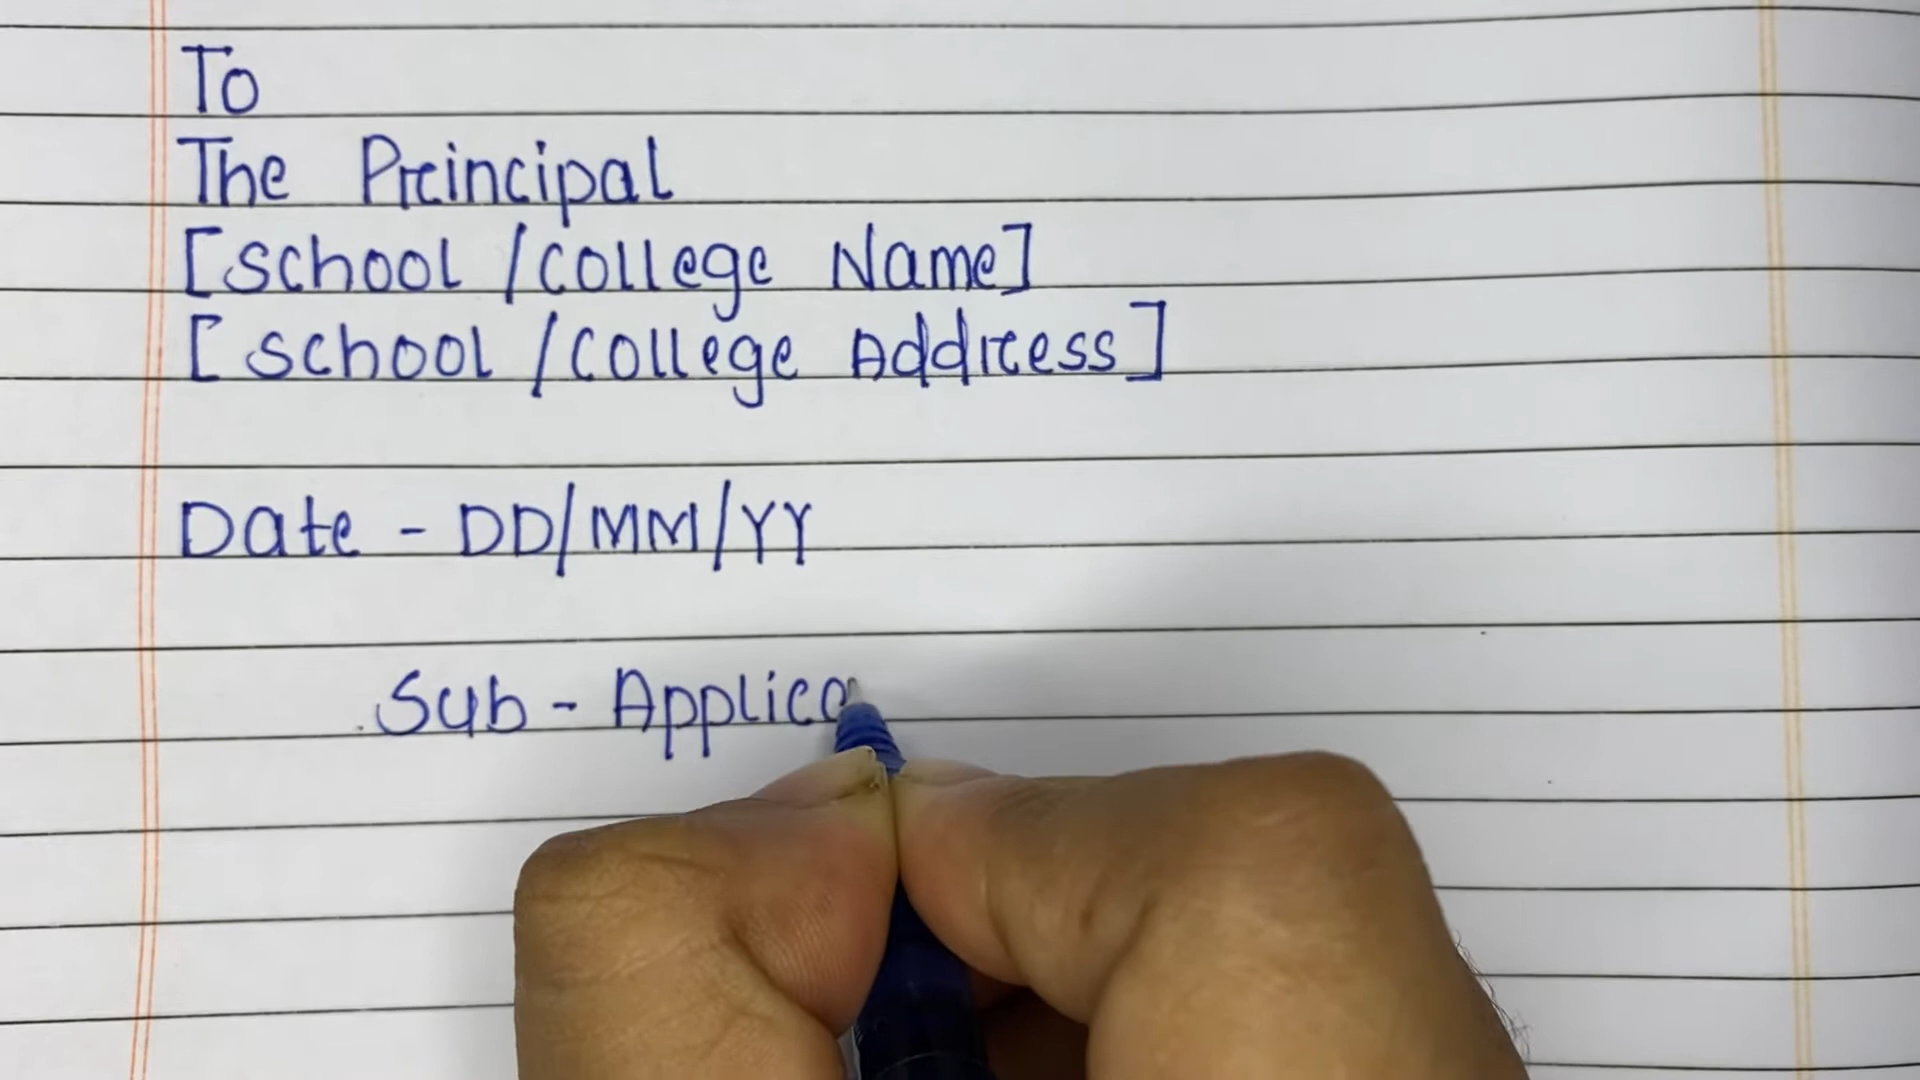 To
The Principal
[School / College Name]
[School / College Address]
Date - DD/MM/YY
Sub - Applica